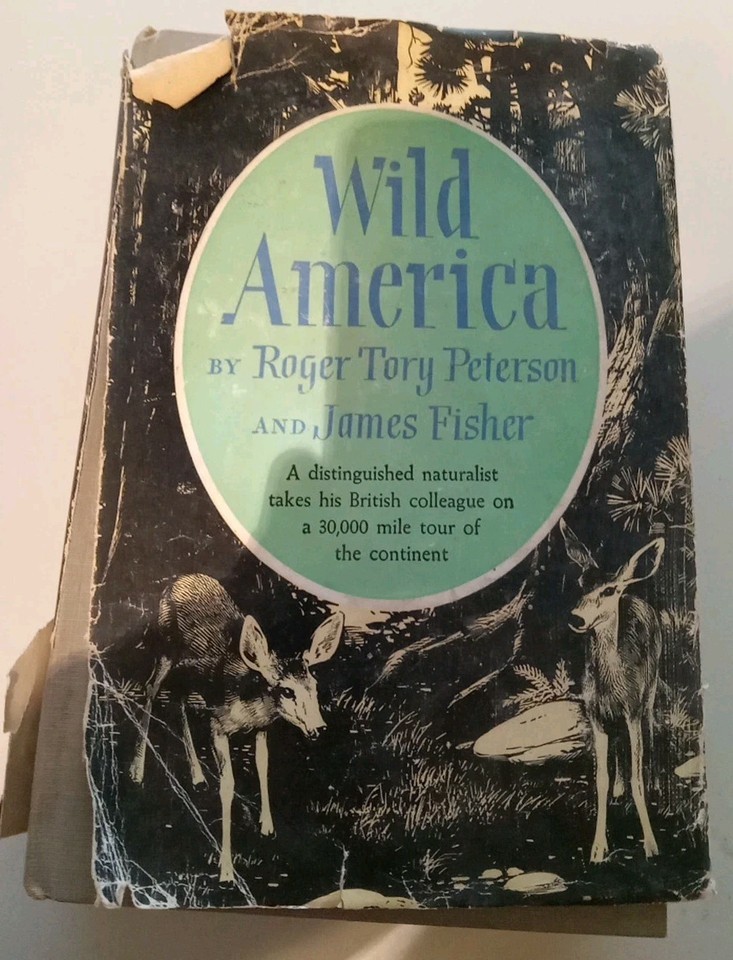 Wild
America
BY Roger Tory Peterson
AND James Fisher
A distinguished naturalist
takes his British colleague on
a 30,000 mile tour of
the continent